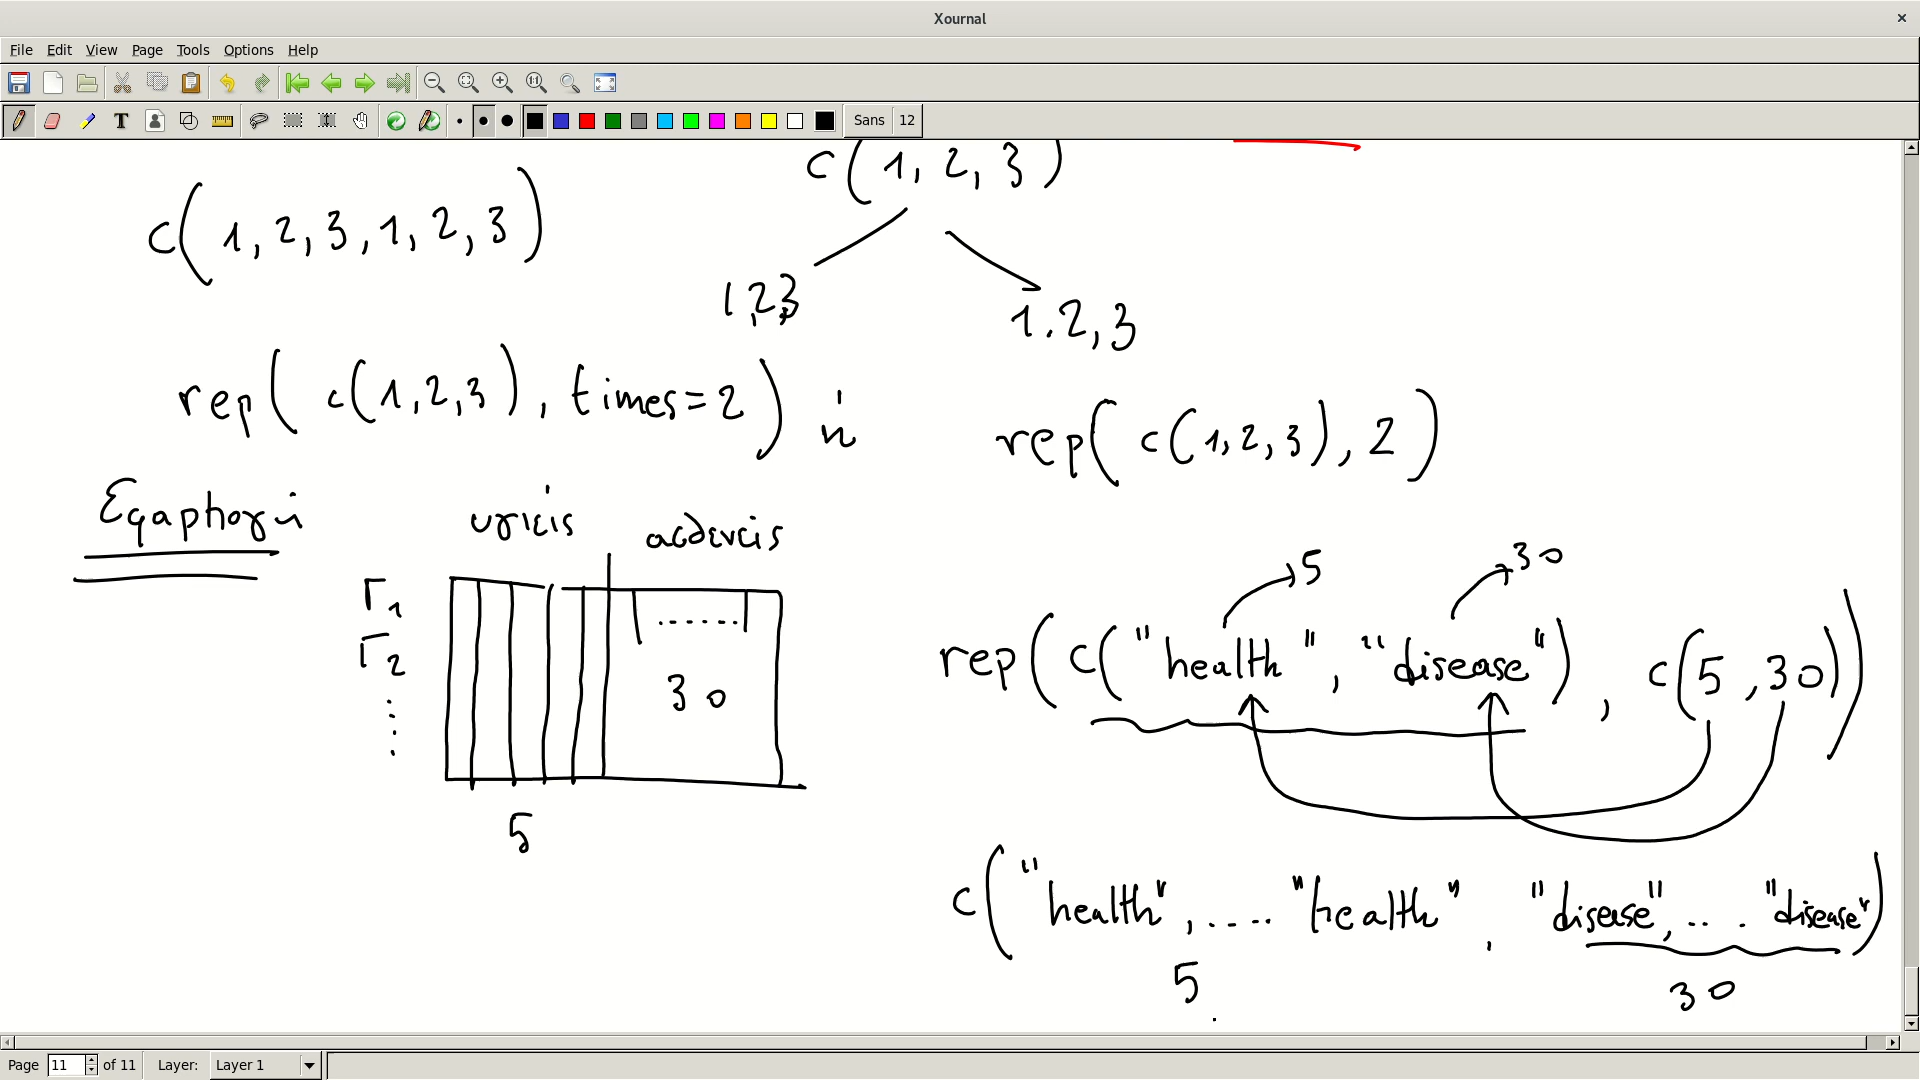 Xournal
File Edit View Page Tools Options Help
Sans 12
c(1, 2, 3)
c(1, 2, 3, 1, 2, 3)
1,2,3
1.2,3
rep( c(1,2,3), times=2) ή rep( c(1,2,3), 2)
Εφαρμογή
υγιείς ασθενείς
Γ1
Γ2
30
5
5 30
rep(c("health", "disease"), c(5,30))
c("health", .... "health", "disease", ... "disease")
5 30
Page 11 of 11 Layer: Layer 1